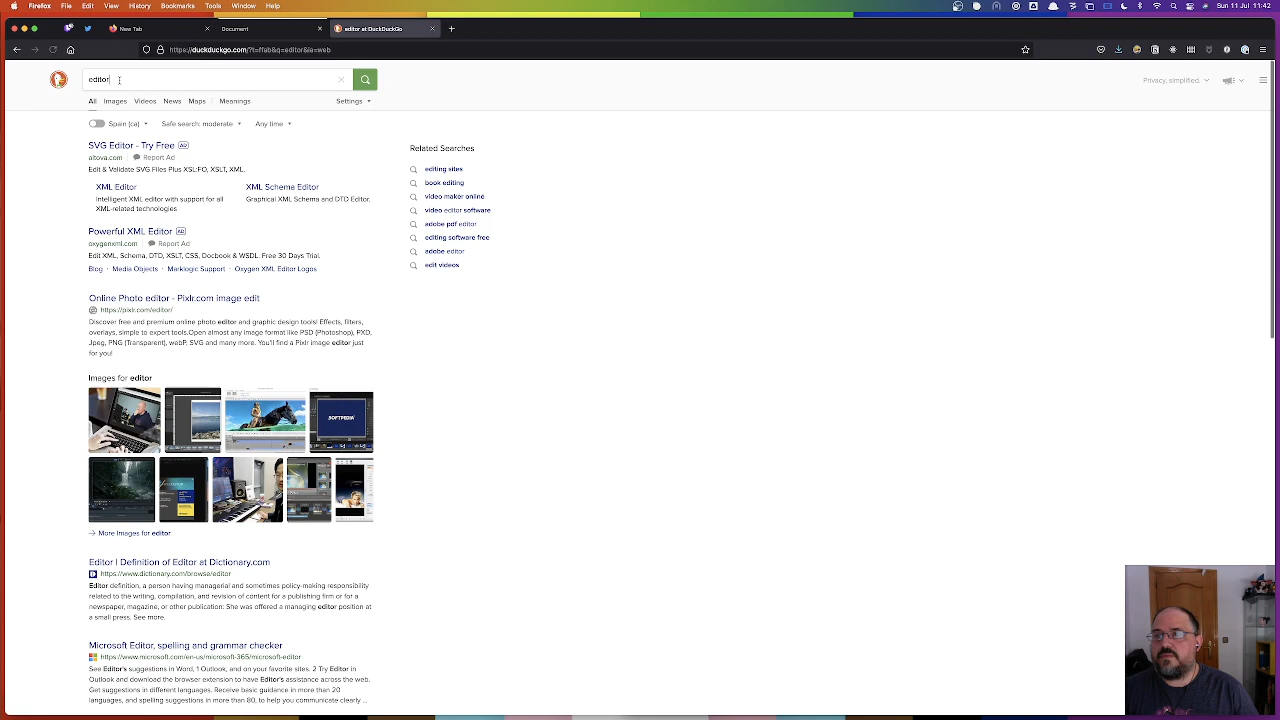 Firefox File Edit View History Bookmarks Tools Window Help Sun 11 Jul 11:42
New Tab Document editor at DuckDuckGo
https://duckduckgo.com/?t=ffab&q=editor&ia=web
editor
Privacy, simplified.
All Images Videos News Maps Meanings Settings
Spain (ca) Safe search: moderate Any time
SVG Editor - Try Free AD
altova.com Report Ad
Edit & Validate SVG Files Plus XSL:FO, XSLT, XML.
XML Editor
Intelligent XML editor with support for all
XML-related technologies
XML Schema Editor
Graphical XML Schema and DTD Editor.
Powerful XML Editor AD
oxygenxml.com Report Ad
Edit XML, Schema, DTD, XSLT, CSS, Docbook & WSDL. Free 30 Days Trial.
Blog · Media Objects · Marklogic Support · Oxygen XML Editor Logos
Online Photo editor - Pixlr.com image edit
https://pixlr.com/editor/
Discover free and premium online photo editor and graphic design tools! Effects, filters,
overlays, simple to expert tools.Open almost any image format like PSD (Photoshop), PXD,
Jpeg, PNG (Transparent), webP, SVG and many more. You'll find a Pixlr image editor just
for you!
Images for editor
SOFTPEDIA
More Images for editor
Editor | Definition of Editor at Dictionary.com
https://www.dictionary.com/browse/editor
Editor definition, a person having managerial and sometimes policy-making responsibility
related to the writing, compilation, and revision of content for a publishing firm or for a
newspaper, magazine, or other publication: She was offered a managing editor position at
a small press. See more.
Microsoft Editor, spelling and grammar checker
https://www.microsoft.com/en-us/microsoft-365/microsoft-editor
See Editor's suggestions in Word, 1 Outlook, and on your favorite sites. 2 Try Editor in
Outlook and download the browser extension to have Editor's assistance across the web.
Get suggestions in different languages. Receive basic guidance in more than 20
languages, and spelling suggestions in more than 80, to help you communicate clearly ...
Related Searches
editing sites
book editing
video maker online
video editor software
adobe pdf editor
editing software free
adobe editor
edit videos